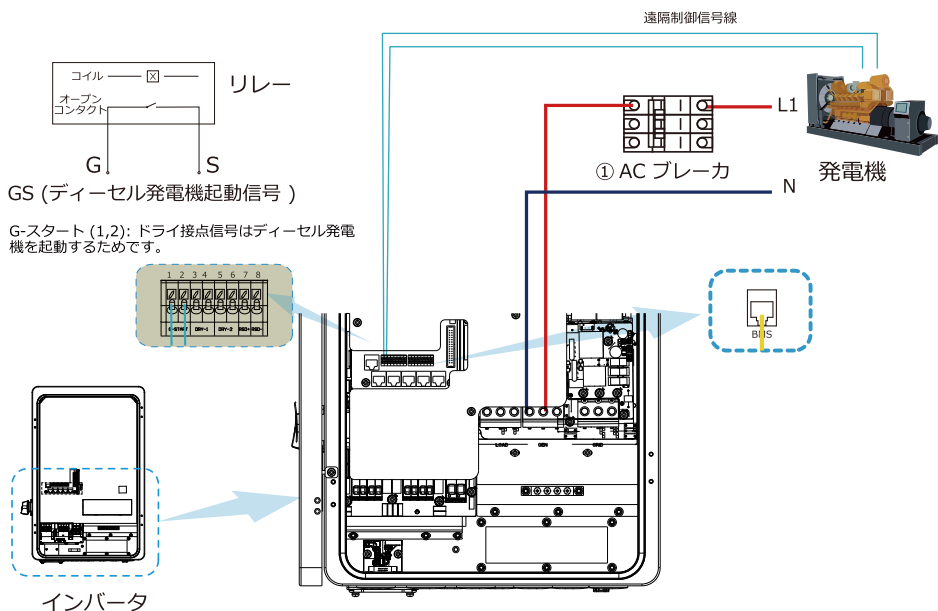 遠隔制御信号線
コイル
X
リレー
オープン
コンタクト
G
S
GS (ディーゼル発電機起動信号 )
L1
① AC ブレーカ
発電機
N
G-スタート (1,2): ドライ接点信号はディーゼル発電
機を起動するためです。
1 2 3 4 5 6 7 8
G-START DRY-1 DRY-2 RSD+ RSD-
BMS
LOAD GEN GRID
インバータ